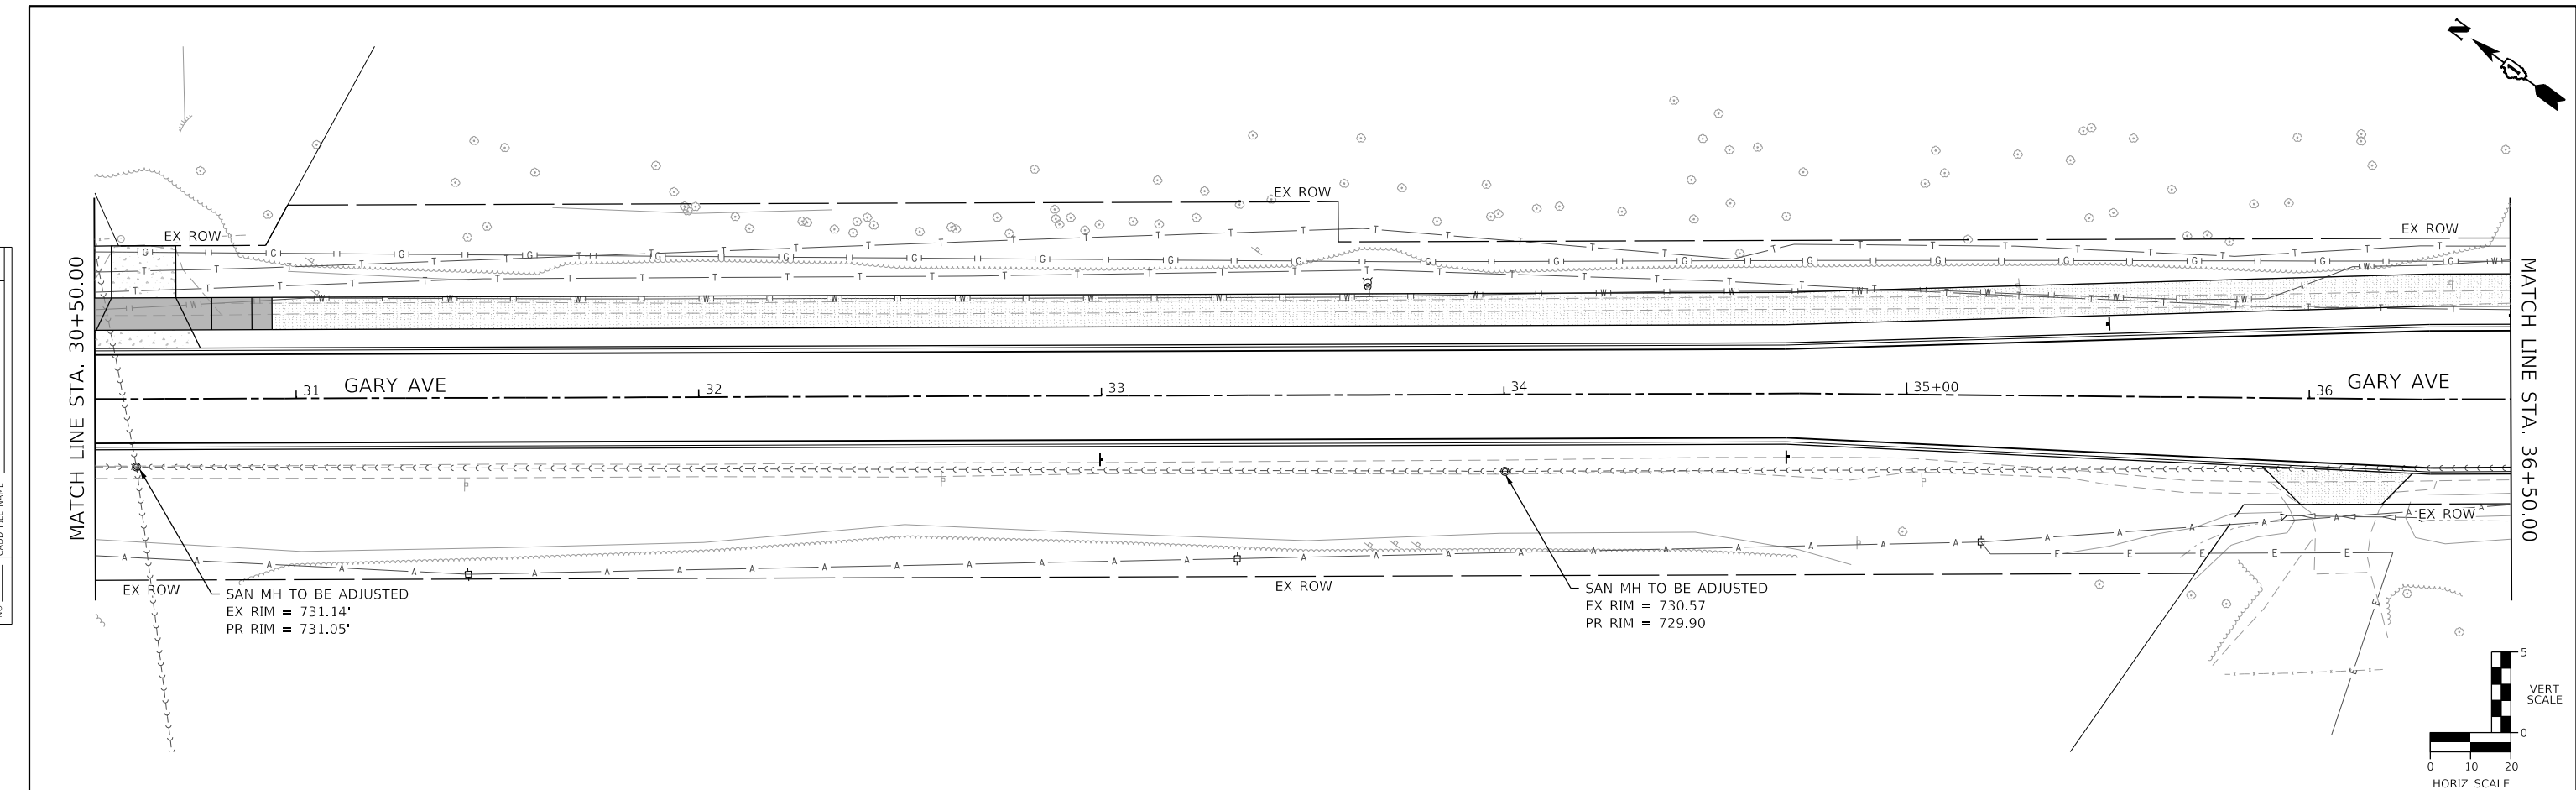 N
EX ROW
EX ROW
EX ROW
MATCH LINE STA. 30+50.00
MATCH LINE STA. 36+50.00
31 GARY AVE 32 33 34 35+00 36 GARY AVE
EX ROW
EX ROW
EX ROW
SAN MH TO BE ADJUSTED
EX RIM = 731.14'
PR RIM = 731.05'
SAN MH TO BE ADJUSTED
EX RIM = 730.57'
PR RIM = 729.90'
5
VERT
SCALE
0
0 10 20
HORIZ SCALE